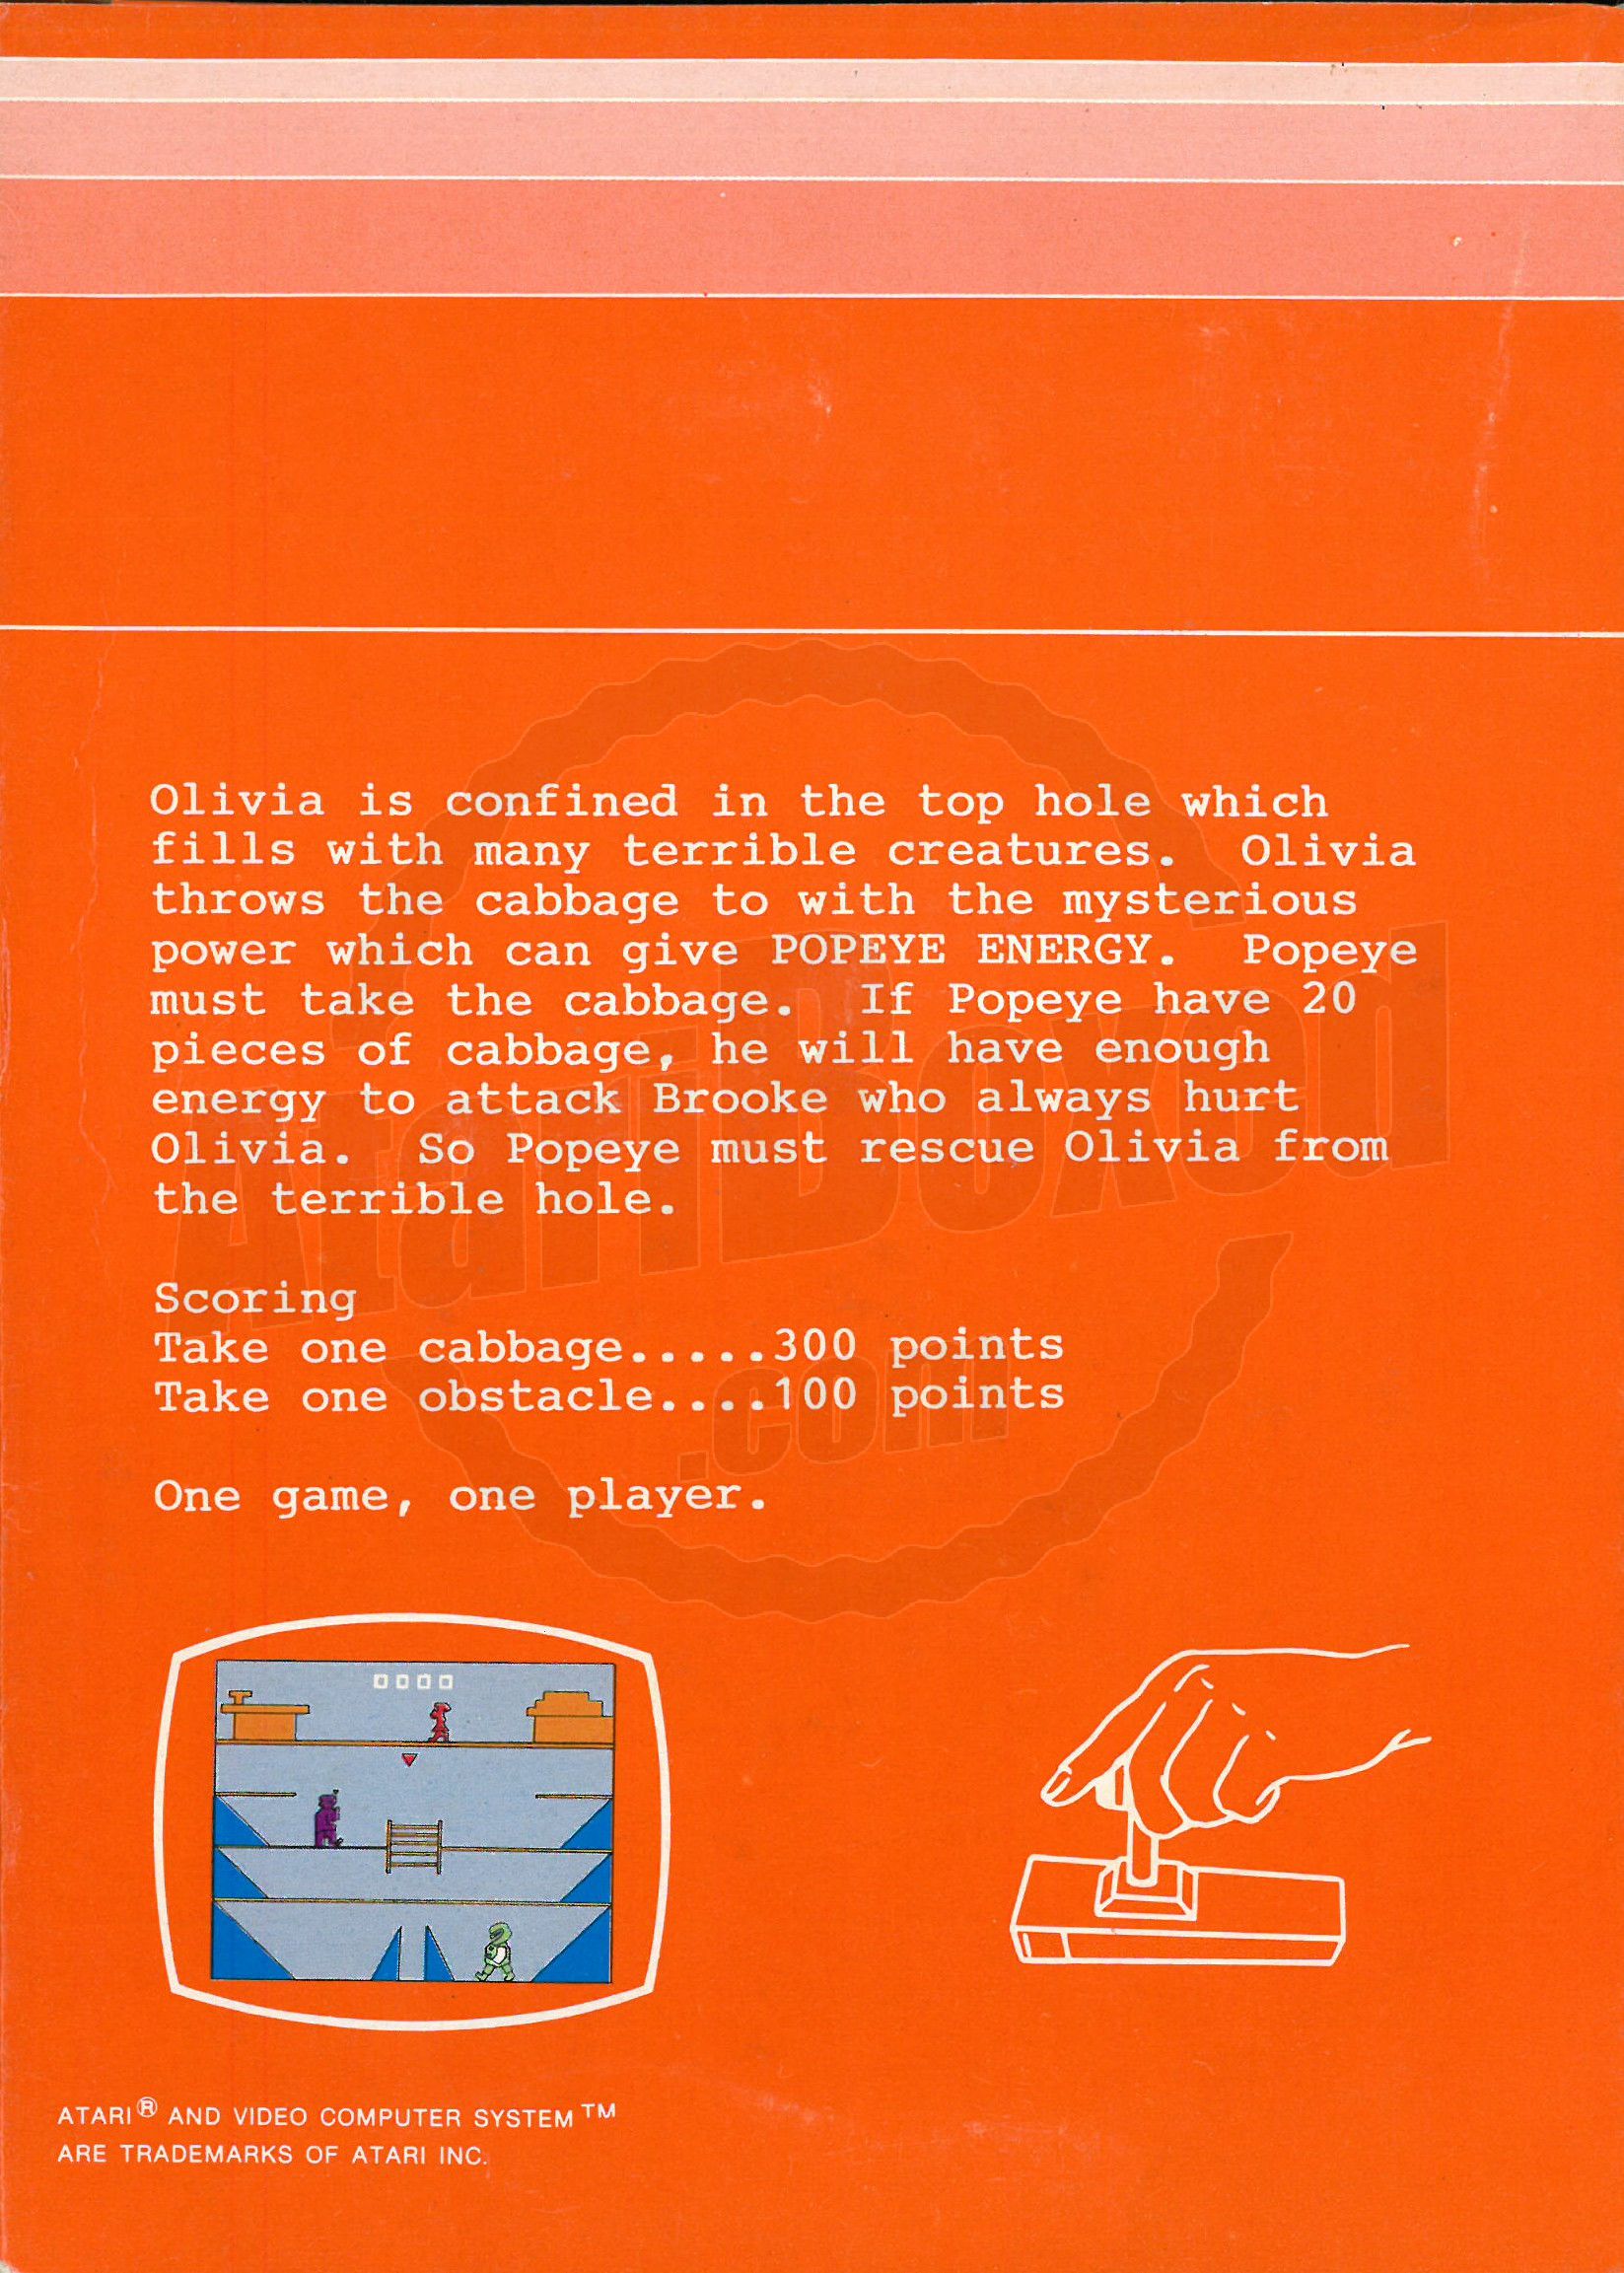 Olivia is confined in the top hole which
fills with many terrible creatures. Olivia
throws the cabbage to with the mysterious
power which can give POPEYE ENERGY. Popeye
must take the cabbage. If Popeye have 20
pieces of cabbage, he will have enough
energy to attack Brooke who always hurt
Olivia. So Popeye must rescue Olivia from
the terrible hole.
Scoring
Take one cabbage.....300 points
Take one obstacle....100 points
One game, one player.
AtariBoxed
.com
0000
ATARI® AND VIDEO COMPUTER SYSTEM™
ARE TRADEMARKS OF ATARI INC.